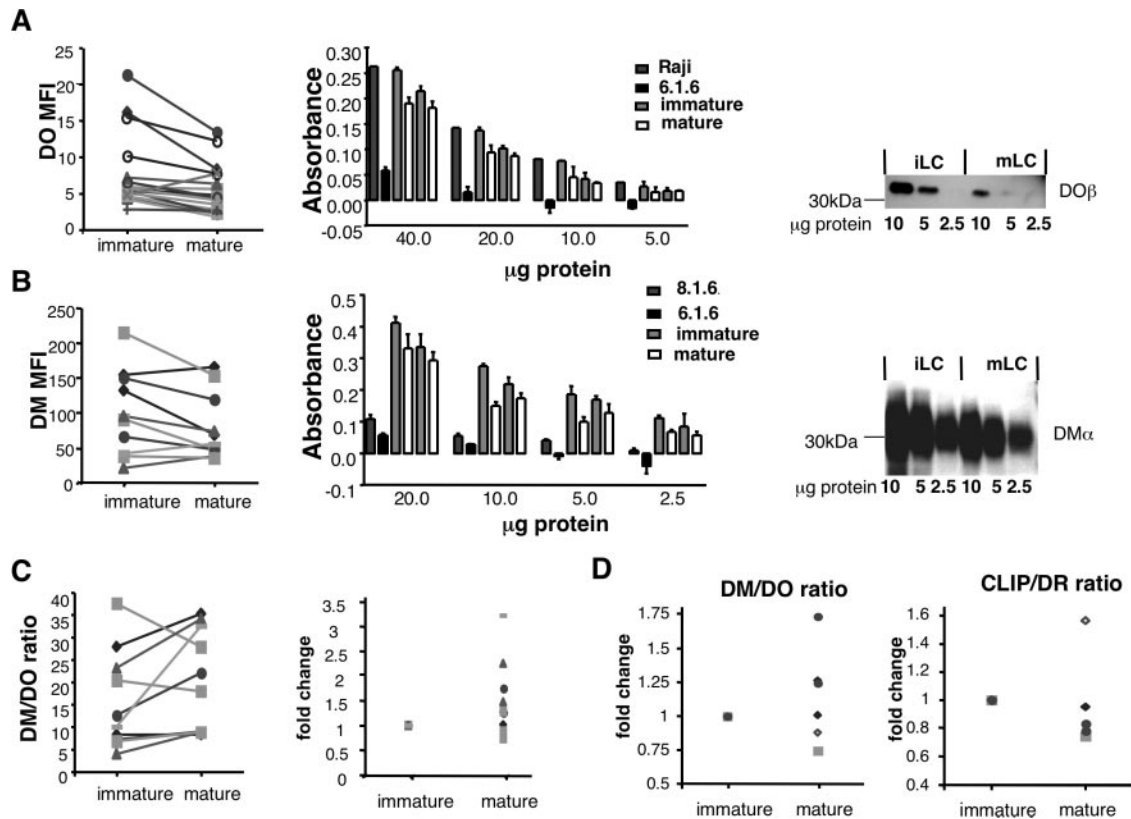 A
DO MFI
25
20
15
10
5
0
immature mature
Absorbance
0.30
0.25
0.20
0.15
0.10
0.05
0.00
-0.05
40.0 20.0 10.0 5.0
μg protein
Raji
6.1.6
immature
mature
iLC mLC
30kDa
DOβ
μg protein 10 5 2.5 10 5 2.5
B
DM MFI
250
200
150
100
50
0
immature mature
Absorbance
0.5
0.4
0.3
0.2
0.1
0.0
-0.1
20.0 10.0 5.0 2.5
μg protein
8.1.6.
6.1.6
immature
mature
iLC mLC
30kDa
DMα
μg protein 10 5 2.5 10 5 2.5
C
DM/DO ratio
40
35
30
25
20
15
10
5
0
immature mature
fold change
3.5
3
2.5
2
1.5
1
0.5
0
immature mature
D
DM/DO ratio
fold change
1.75
1.5
1.25
1
0.75
0.5
immature mature
CLIP/DR ratio
fold change
1.6
1.4
1.2
1
0.8
0.6
0.4
immature mature